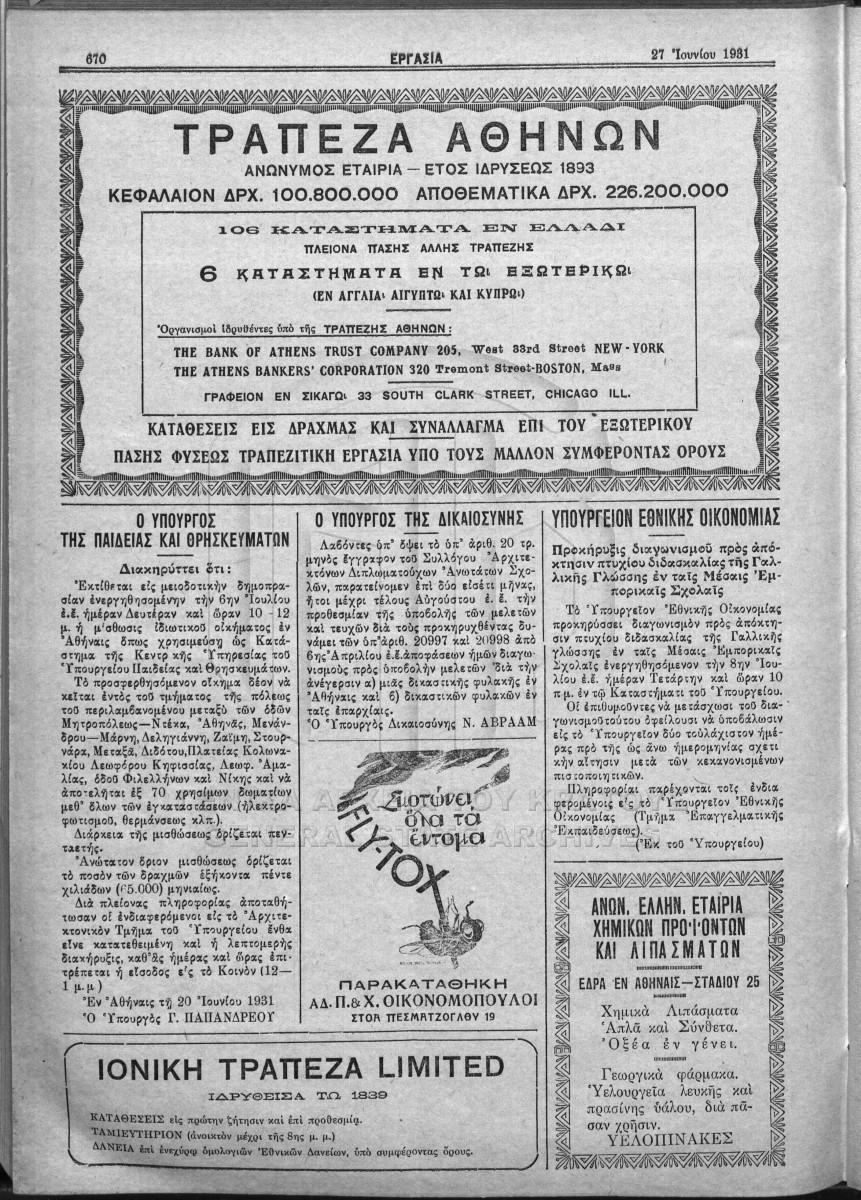 670
ΕΡΓΑΣΙΑ
27 Ἰουνίου 1931
ΤΡΑΠΕΖΑ ΑΘΗΝΩΝ
ΑΝΩΝΥΜΟΣ ΕΤΑΙΡΙΑ — ΕΤΟΣ ΙΔΡΥΣΕΩΣ 1893
ΚΕΦΑΛΑΙΟΝ ΔΡΧ. 100.800.000 ΑΠΟΘΕΜΑΤΙΚΑ ΔΡΧ. 226.200.000
106 ΚΑΤΑΣΤΗΜΑΤΑ ΕΝ ΕΛΛΑΔΙ
ΠΛΕΙΟΝΑ ΠΑΣΗΣ ΑΛΛΗΣ ΤΡΑΠΕΖΗΣ
6 ΚΑΤΑΣΤΗΜΑΤΑ ΕΝ ΤΩι ΕΞΩΤΕΡΙΚΩι
(ΕΝ ΑΓΓΛΙΑι ΑΙΓΥΠΤΩι ΚΑΙ ΚΥΠΡΩι)
Ὀργανισμοὶ ἱδρυθέντες ὑπὸ τῆς ΤΡΑΠΕΖΗΣ ΑΘΗΝΩΝ:
THE BANK OF ATHENS TRUST COMPANY 205, West 33rd Street NEW-YORK
THE ATHENS BANKERS' CORPORATION 320 Tremont Street-BOSTON, Mass
ΓΡΑΦΕΙΟΝ ΕΝ ΣΙΚΑΓΩι 33 SOUTH CLARK STREET, CHICAGO ILL.
ΚΑΤΑΘΕΣΕΙΣ ΕΙΣ ΔΡΑΧΜΑΣ ΚΑΙ ΣΥΝΑΛΛΑΓΜΑ ΕΠΙ ΤΟΥ ΕΞΩΤΕΡΙΚΟΥ
ΠΑΣΗΣ ΦΥΣΕΩΣ ΤΡΑΠΕΖΙΤΙΚΗ ΕΡΓΑΣΙΑ ΥΠΟ ΤΟΥΣ ΜΑΛΛΟΝ ΣΥΜΦΕΡΟΝΤΑΣ ΟΡΟΥΣ
Ο ΥΠΟΥΡΓΟΣ
ΤΗΣ ΠΑΙΔΕΙΑΣ ΚΑΙ ΘΡΗΣΚΕΥΜΑΤΩΝ
Διακηρύττει ὅτι:
Ἐκτίθεται εἰς μειοδοτικὴν δημοπρα-
σίαν ἐνεργηθησομένην τὴν 6ην Ἰουλίου
ἐ.ἔ. ἡμέραν Δευτέραν καὶ ὥραν 10-12
μ. ἡ μίσθωσις ἰδιωτικοῦ οἰκήματος ἐν
Ἀθήναις ὅπως χρησιμεύσῃ ὡς Κατά-
στημα τῆς Κεντρικῆς Ὑπηρεσίας τοῦ
Ὑπουργείου Παιδείας καὶ Θρησκευμάτων.
Τὸ προσφερθησόμενον οἴκημα δέον νὰ
κεῖται ἐντὸς τοῦ τμήματος τῆς πόλεως
τοῦ περιλαμβανομένου μεταξὺ τῶν ὁδῶν
Μητροπόλεως—Ντέκα, Ἀθηνᾶς, Μενάν-
δρου—Μάρνη, Δεληγιάννη, Ζαΐμη, Στουρ-
νάρα, Μεταξᾶ, Διδότου, Πλατείας Κολωνα-
κίου Λεωφόρου Κηφισσίας, Λεωφ. Ἀμα-
λίας, ὁδοῦ Φιλελλήνων καὶ Νίκης καὶ νὰ
ἀποτελῆται ἐξ 70 χρησίμων δωματίων
μεθ' ὅλων τῶν ἐγκαταστάσεων (ἠλεκτρο-
φωτισμοῦ, θερμάνσεως κλπ.).
Διάρκεια τῆς μισθώσεως ὁρίζεται πεν-
ταετής.
Ἀνώτατον ὅριον μισθώσεως ὁρίζεται
τὸ ποσὸν τῶν δραχμῶν ἑξήκοντα πέντε
χιλιάδων (65.000) μηνιαίως.
Διὰ πλείονας πληροφορίας ἀποταθή-
τωσαν οἱ ἐνδιαφερόμενοι εἰς τὸ Ἀρχιτε-
κτονικὸν Τμῆμα τοῦ Ὑπουργείου ἔνθα
εἶνε κατατεθειμένη καὶ ἡ λεπτομερὴς
διακήρυξις, καθ' ἃς ἡμέρας καὶ ὥρας ἐπι-
τρέπεται ἡ εἴσοδος εἰς τὸ Κοινὸν (12—
1 μ.μ)
Ἐν Ἀθήναις τῇ 20 Ἰουνίου 1931
Ὁ Ὑπουργὸς Γ. ΠΑΠΑΝΔΡΕΟΥ
Ο ΥΠΟΥΡΓΟΣ ΤΗΣ ΔΙΚΑΙΟΣΥΝΗΣ
Λαβόντες ὑπ' ὄψει τὸ ὑπ' ἀριθ. 20 τρ.
μηνὸς ἔγγραφον τοῦ Συλλόγου Ἀρχιτε-
κτόνων Διπλωματούχων Ἀνωτάτων Σχο-
λῶν, παρατείνομεν ἐπὶ δύο εἰσέτι μῆνας,
ἤτοι μέχρι τέλους Αὐγούστου ἐ. ἔ. τὴν
προθεσμίαν τῆς ὑποβολῆς τῶν μελετῶν
καὶ τευχῶν διὰ τοὺς προκηρυχθέντας δυ-
νάμει τῶν ὑπ' ἀριθ. 20997 καὶ 20998 ἀπὸ
6ης Ἀπριλίου ἐ.ἔ. ἀποφάσεων ἡμῶν διαγω-
νισμοὺς πρὸς ὑποβολὴν μελετῶν διὰ τὴν
ἀνέγερσιν α) μιᾶς δικαστικῆς φυλακῆς ἐν
Ἀθήναις καὶ β) δικαστικῶν φυλακῶν ἐν
ταῖς ἐπαρχίαις.
Ὁ Ὑπουργὸς Δικαιοσύνης Ν. ΑΒΡΑΑΜ
Σκοτώνει
ὅλα τὰ
ἔντομα
FLY-TOX
ΠΑΡΑΚΑΤΑΘΗΚΗ
ΑΔ. Π. & Χ. ΟΙΚΟΝΟΜΟΠΟΥΛΟΙ
ΣΤΟΑ ΠΕΣΜΑΤΖΟΓΛΟΥ 19
ΥΠΟΥΡΓΕΙΟΝ ΕΘΝΙΚΗΣ ΟΙΚΟΝΟΜΙΑΣ
Προκήρυξις διαγωνισμοῦ πρὸς ἀπό-
κτησιν πτυχίου διδασκαλίας τῆς Γαλ-
λικῆς Γλώσσης ἐν ταῖς Μέσαις Ἐμ-
πορικαῖς Σχολαῖς
Τὸ Ὑπουργεῖον Ἐθνικῆς Οἰκονομίας
προκηρύσσει διαγωνισμὸν πρὸς ἀπόκτη-
σιν πτυχίου διδασκαλίας τῆς Γαλλικῆς
γλώσσης ἐν ταῖς Μέσαις Ἐμπορικαῖς
Σχολαῖς ἐνεργηθησόμενον τὴν 8ην Ἰου-
λίου ἐ.ἔ. ἡμέραν Τετάρτην καὶ ὥραν 10
π.μ. ἐν τῷ Καταστήματι τοῦ Ὑπουργείου.
Οἱ ἐπιθυμοῦντες νὰ μετάσχωσι τοῦ δια-
γωνισμοῦ τούτου ὀφείλουσι νὰ ὑποβάλωσιν
εἰς τὸ Ὑπουργεῖον δύο τοὐλάχιστον ἡμέ-
ρας πρὸ τῆς ὡς ἄνω ἡμερομηνίας σχετι
κὴν αἴτησιν μετὰ τῶν κεκανονισμένων
πιστοποιητικῶν.
Πληροφορίαι παρέχονται τοῖς ἐνδια
φερομένοις εἰς τὸ Ὑπουργεῖον Ἐθνικῆς
Οἰκονομίας (Τμῆμα Ἐπαγγελματικῆς
Ἐκπαιδεύσεως).
(Ἐκ τοῦ Ὑπουργείου)
ΑΝΩΝ. ΕΛΛΗΝ. ΕΤΑΙΡΙΑ
ΧΗΜΙΚΩΝ ΠΡΟ·Ι·ΟΝΤΩΝ
ΚΑΙ ΛΙΠΑΣΜΑΤΩΝ
ΕΔΡΑ ΕΝ ΑΘΗΝΑΙΣ—ΣΤΑΔΙΟΥ 25
Χημικὰ Λιπάσματα
Ἁπλᾶ καὶ Σύνθετα.
Ὀξέα ἐν γένει.
Γεωργικὰ φάρμακα.
Ὑελουργεῖα λευκῆς καὶ
πρασίνης ὑάλου, διὰ πᾶ-
σαν χρῆσιν.
ΥΕΛΟΠΙΝΑΚΕΣ
ΙΟΝΙΚΗ ΤΡΑΠΕΖΑ LIMITED
ΙΔΡΥΘΕΙΣΑ ΤΩ 1839
ΚΑΤΑΘΕΣΕΙΣ εἰς πρώτην ζήτησιν καὶ ἐπὶ προθεσμίᾳ.
ΤΑΜΙΕΥΤΗΡΙΟΝ (ἀνοικτὸν μέχρι τῆς 8ης μ. μ.)
ΔΑΝΕΙΑ ἐπὶ ἐνεχύρῳ ὁμολογιῶν Ἐθνικῶν Δανείων, ὑπὸ συμφέροντας ὅρους.